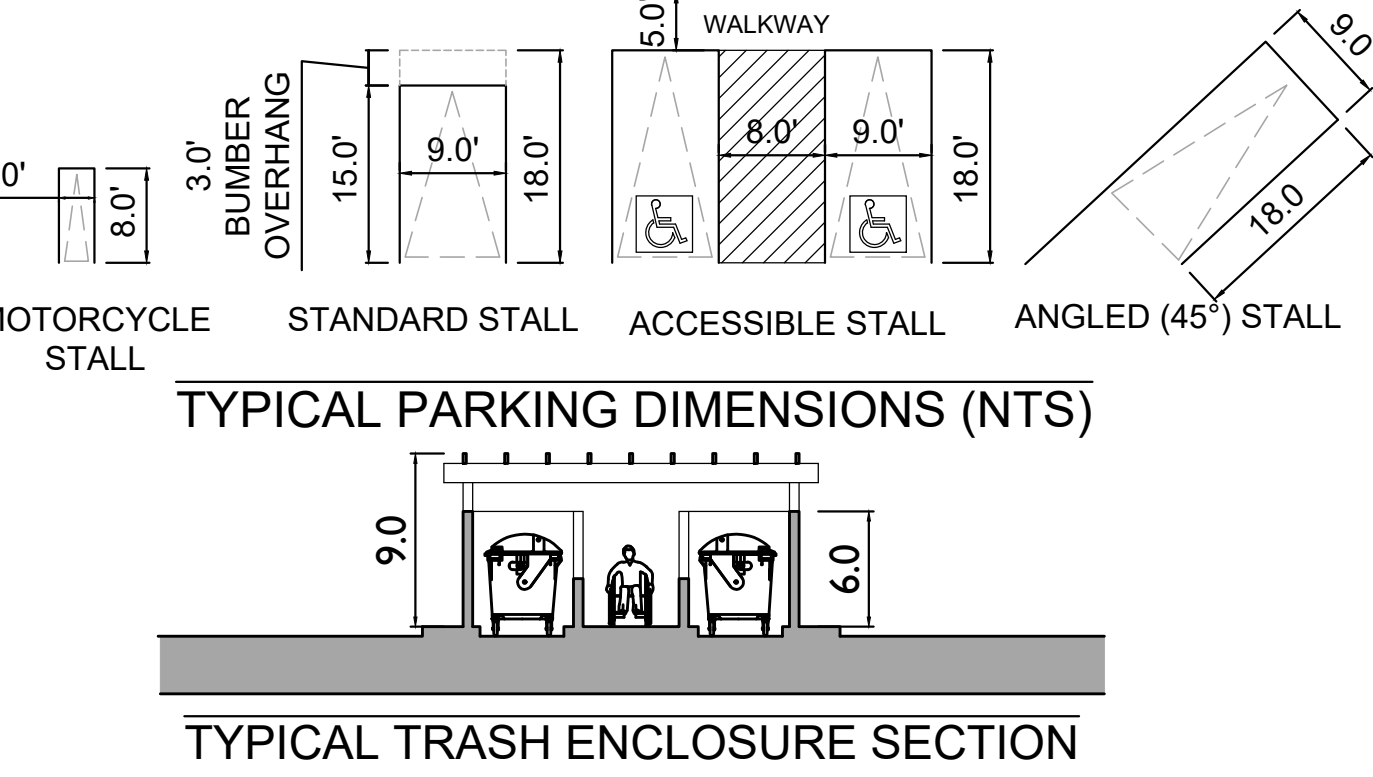 5.0'
WALKWAY
9.0
3.0'
BUMBER
OVERHANG
15.0'
9.0'
18.0'
8.0'
9.0'
18.0'
18.0
0'
8.0'
MOTORCYCLE
STALL
STANDARD STALL
ACCESSIBLE STALL
ANGLED (45°) STALL
TYPICAL PARKING DIMENSIONS (NTS)
9.0
6.0
TYPICAL TRASH ENCLOSURE SECTION